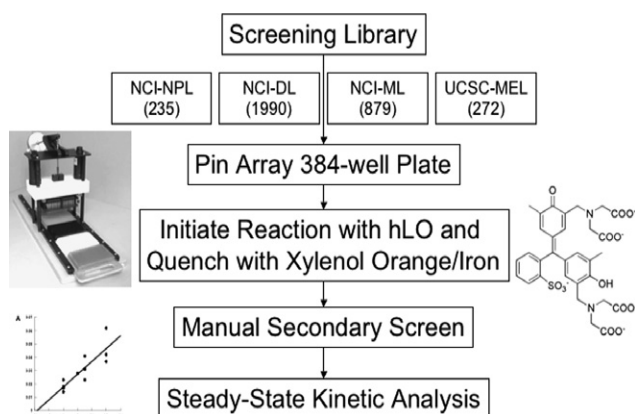 Screening Library
NCI-NPL
(235)
NCI-DL
(1990)
NCI-ML
(879)
UCSC-MEL
(272)
Pin Array 384-well Plate
Initiate Reaction with hLO and
Quench with Xylenol Orange/Iron
Manual Secondary Screen
Steady-State Kinetic Analysis
O
N
COO⁻
COO⁻
SO₃⁻
OH
N
COO
COO⁻
A